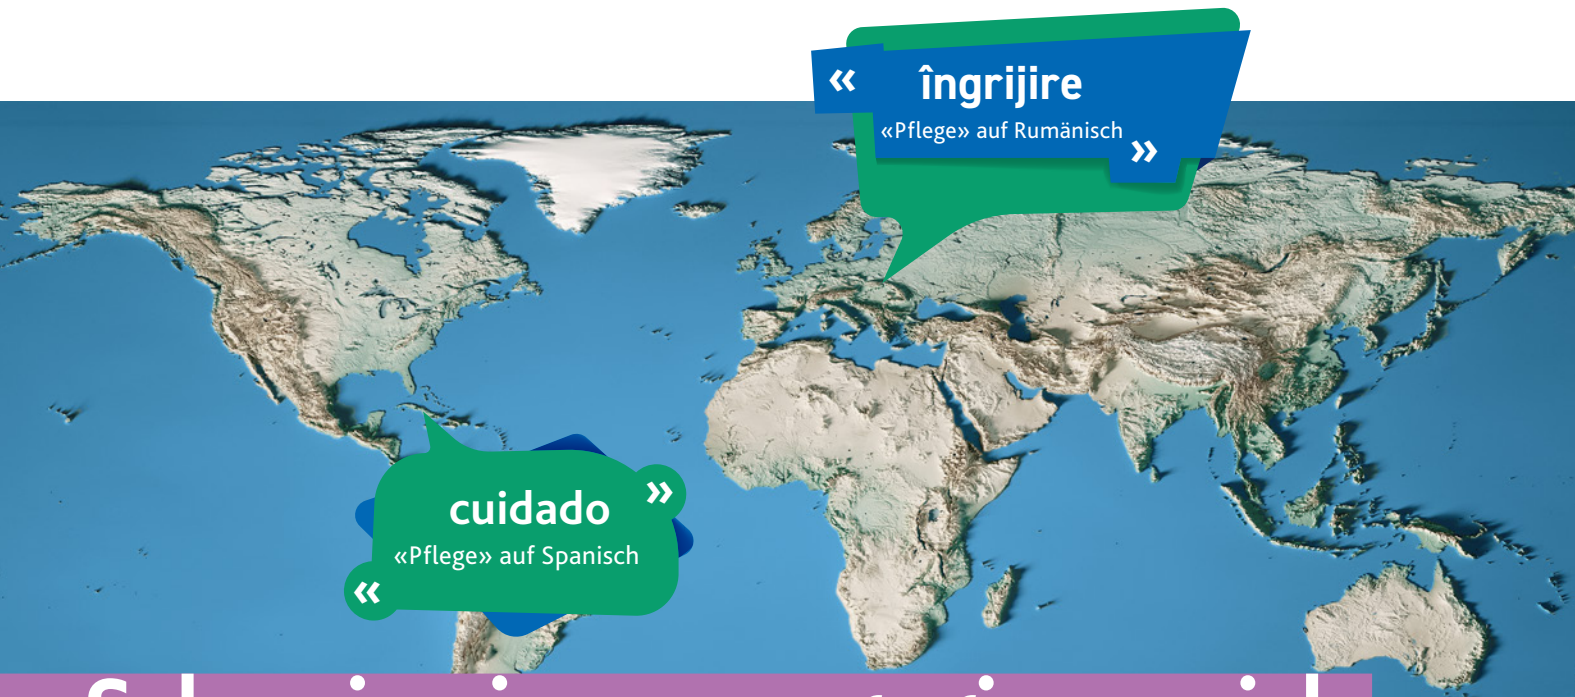 « îngrijire
«Pflege» auf Rumänisch »
cuidado »
«Pflege» auf Spanisch
«